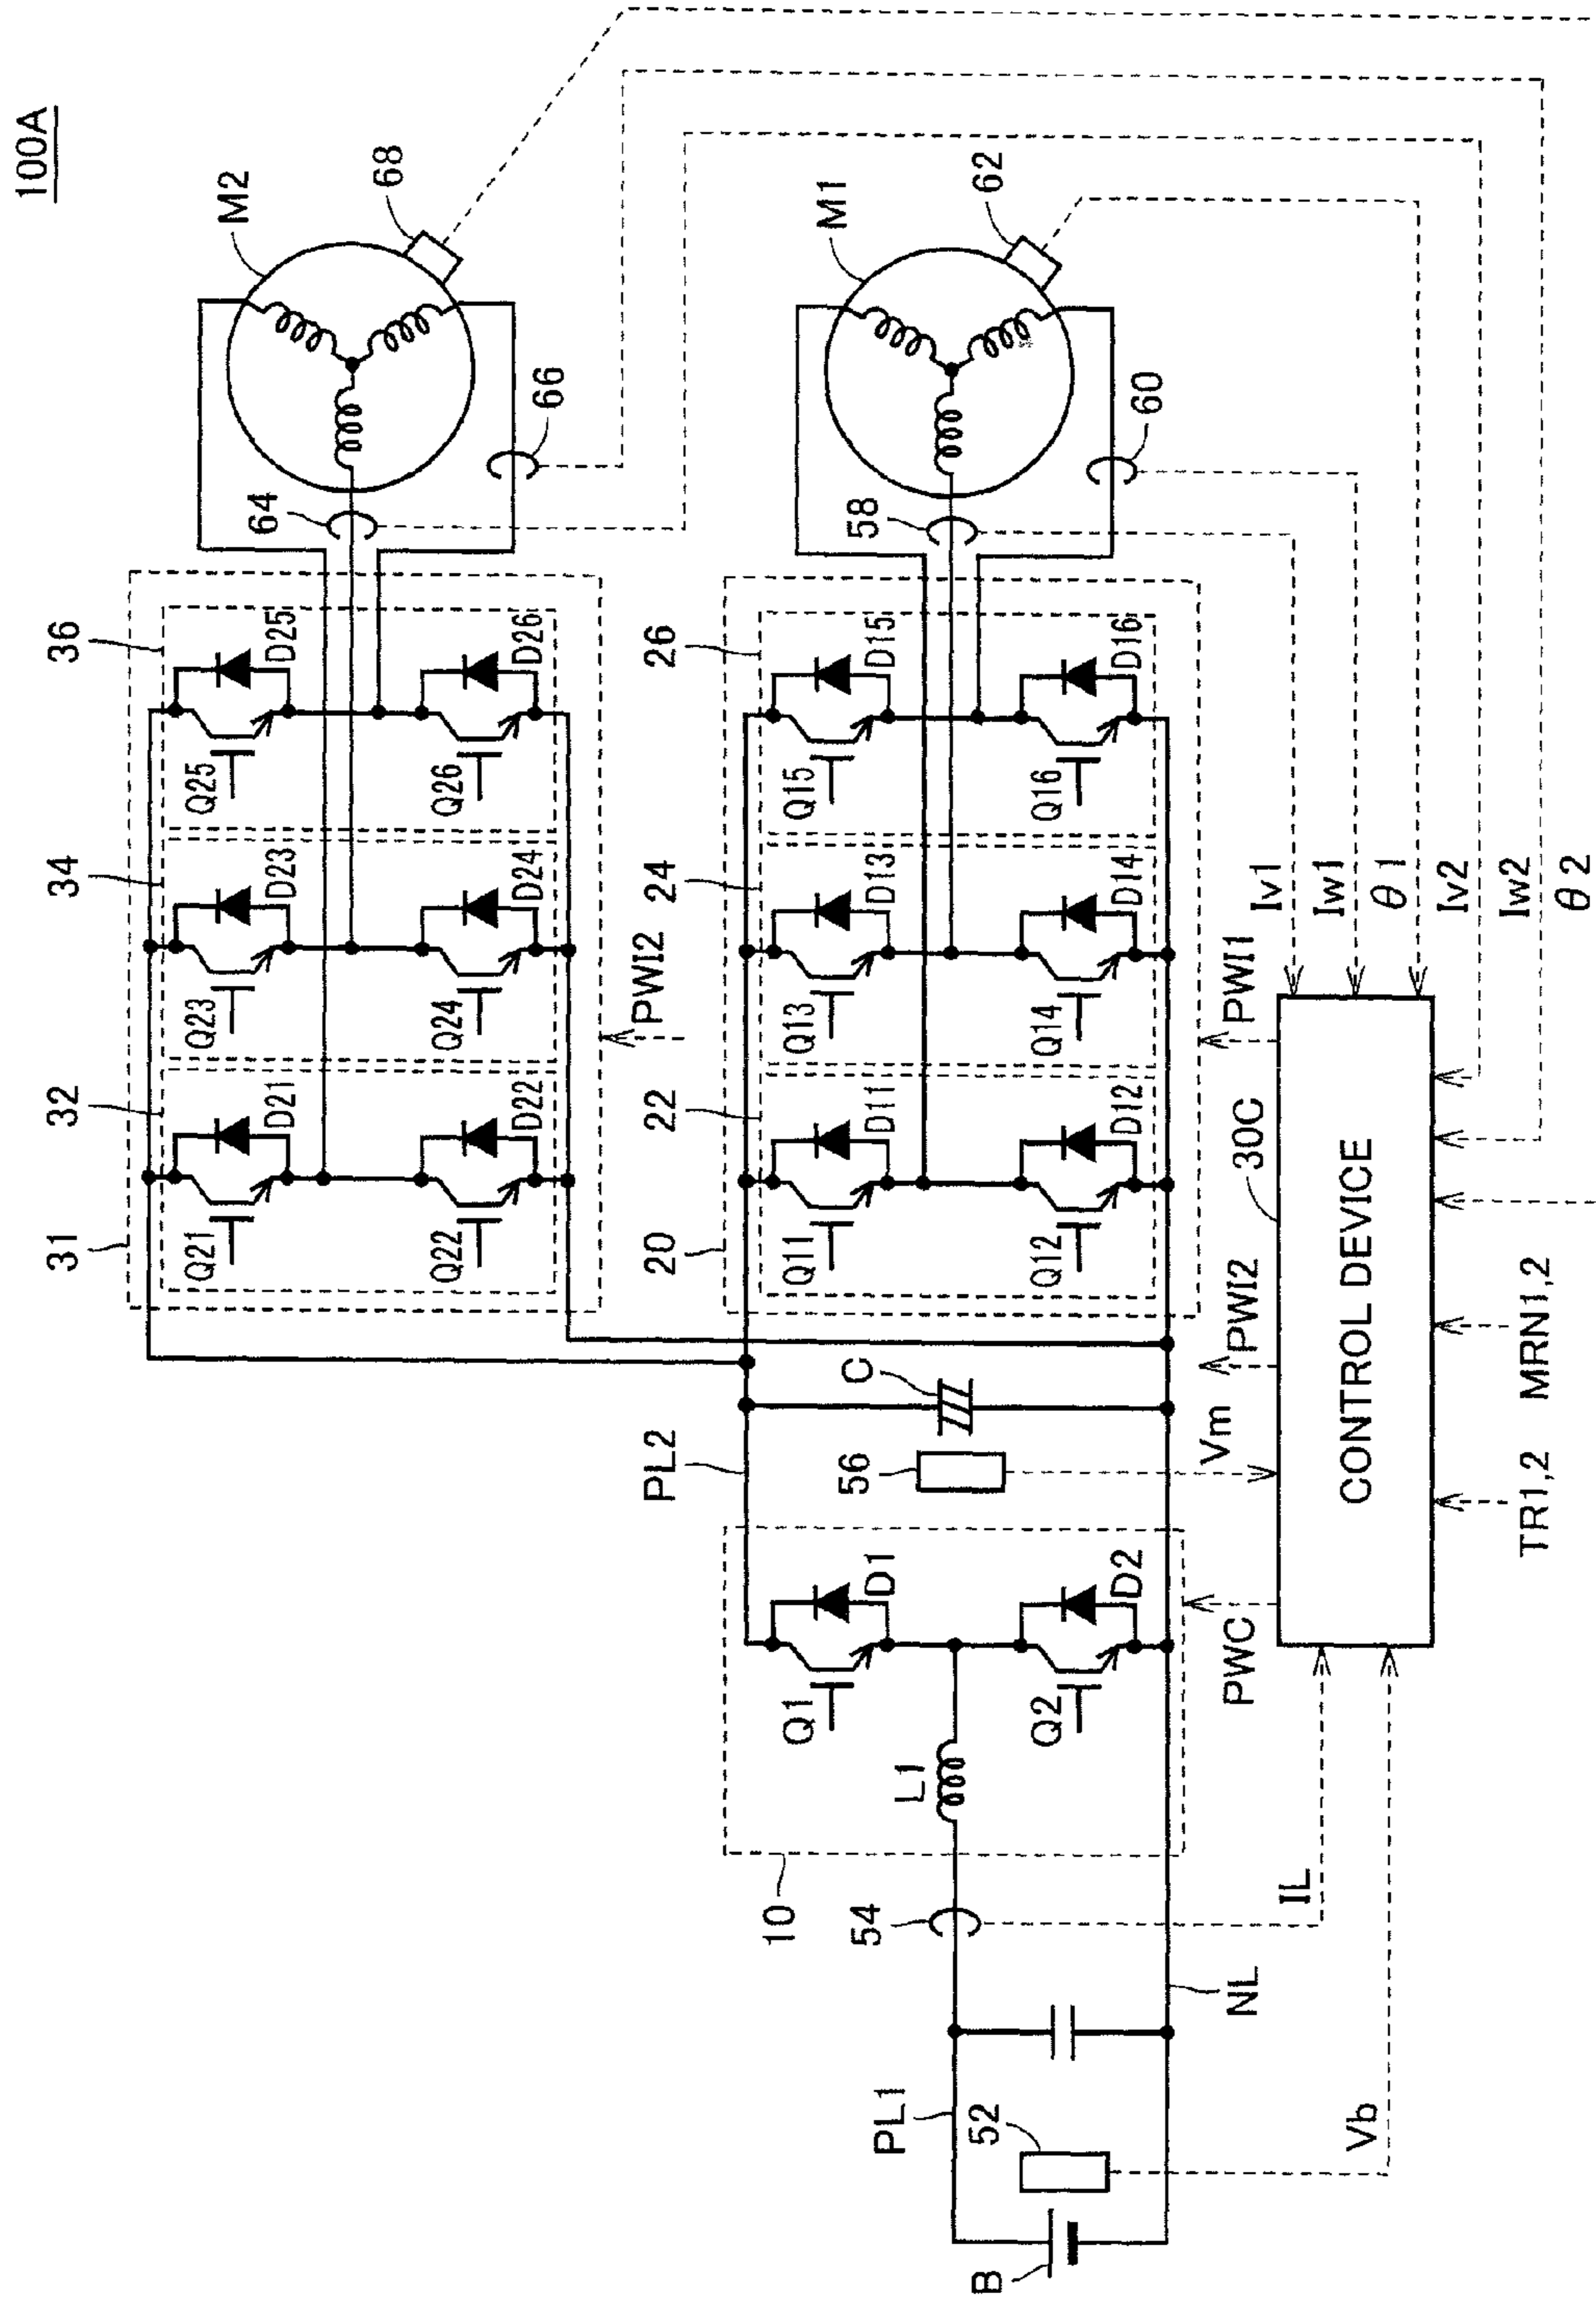 100A
M2
68
66
64
36
34
32
31
Q25
D25
Q26
D26
Q23
D23
Q24
D24
Q21
D21
Q22
D22
PWI2
M1
62
60
58
26
24
22
20
Q15
D15
Q16
D16
Q13
D13
Q14
D14
Q11
D11
Q12
D12
PL2
C
56
Vm
PWI2
PWI1
Iv1
Iw1
θ1
Iv2
Iw2
θ2
30C
CONTROL DEVICE
MRN1,2
TR1,2
PWC
Q1
D1
Q2
D2
L1
10
54
IL
NL
PL1
52
Vb
B